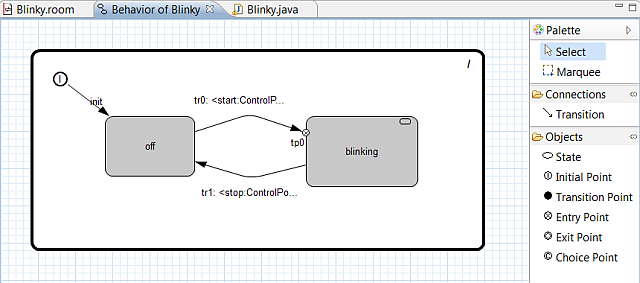 Blinky.room
Behavior of Blinky
Blinky.java
/
I
init
tr0: <start:ControlP...
off
tp0
blinking
tr1: <stop:ControlPo...
Palette
Select
Marquee
Connections
Transition
Objects
State
Initial Point
Transition Point
Entry Point
Exit Point
Choice Point